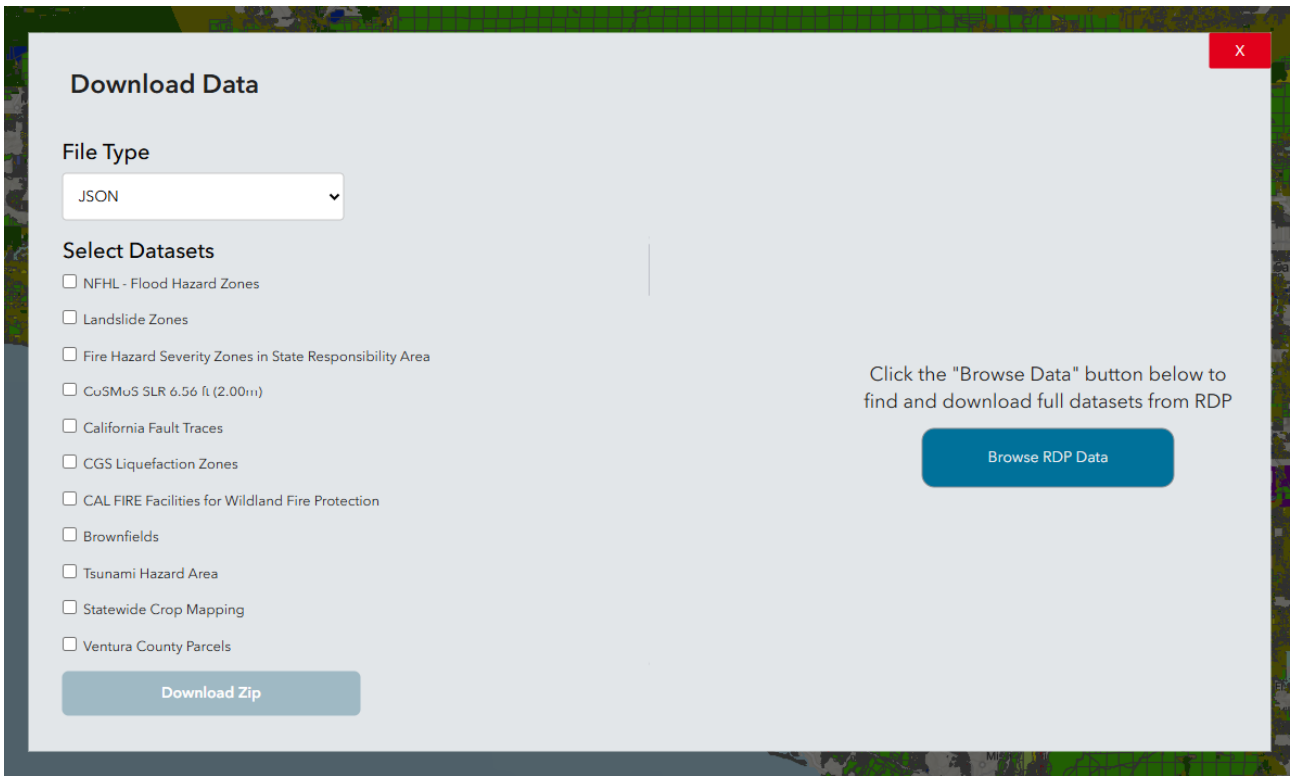 X
Download Data
File Type
JSON
Select Datasets
NFHL - Flood Hazard Zones
Landslide Zones
Fire Hazard Severity Zones in State Responsibility Area
CoSMoS SLR 6.56 ft (2.00m)
California Fault Traces
CGS Liquefaction Zones
CAL FIRE Facilities for Wildland Fire Protection
Brownfields
Tsunami Hazard Area
Statewide Crop Mapping
Ventura County Parcels
Download Zip
Click the "Browse Data" button below to
find and download full datasets from RDP
Browse RDP Data